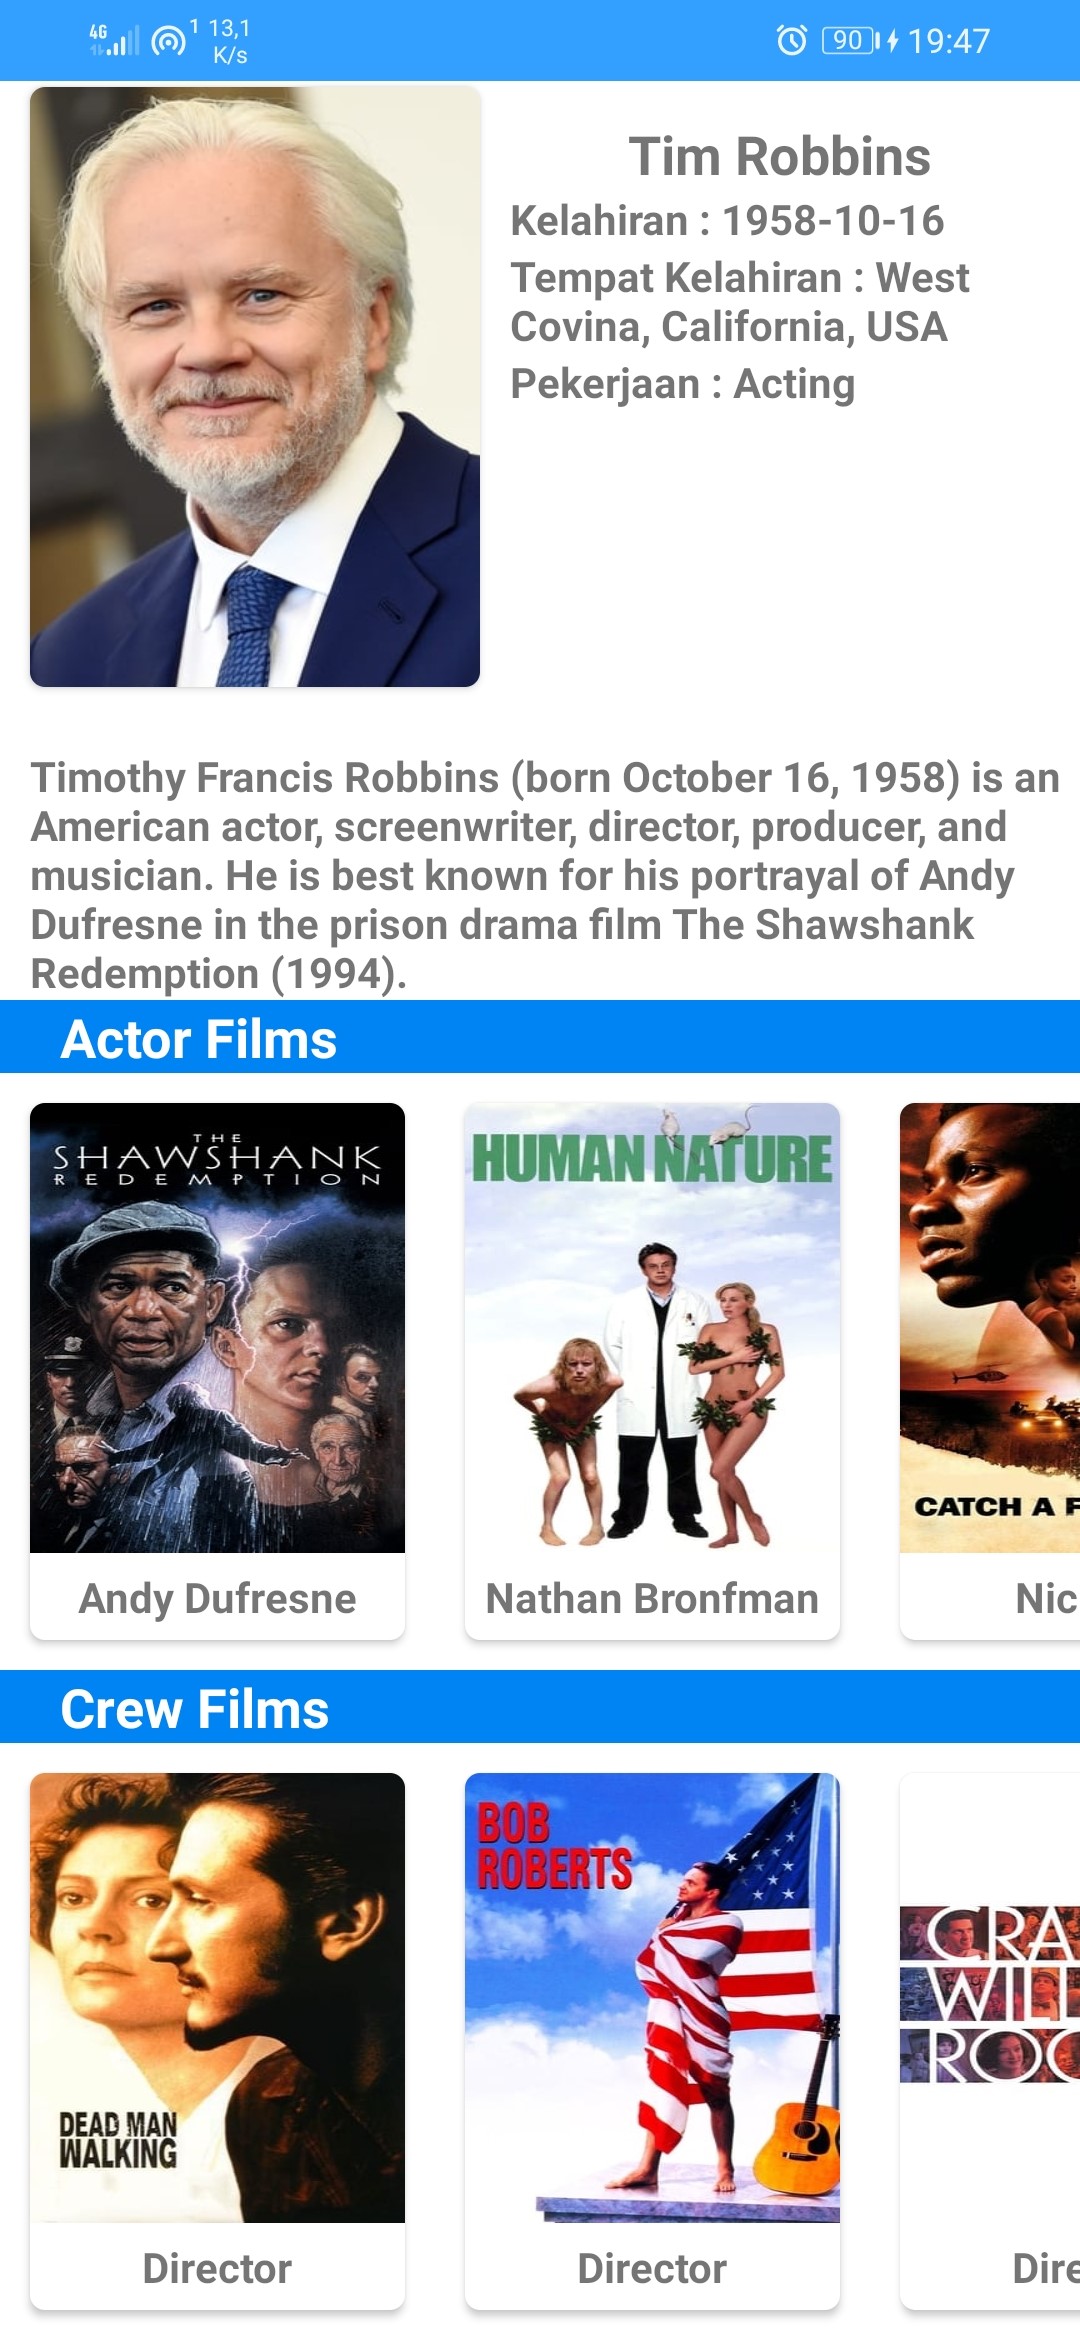 4G
1 13,1
K/s
90
19:47
Tim Robbins
Kelahiran : 1958-10-16
Tempat Kelahiran : West
Covina, California, USA
Pekerjaan : Acting
Timothy Francis Robbins (born October 16, 1958) is an
American actor, screenwriter, director, producer, and
musician. He is best known for his portrayal of Andy
Dufresne in the prison drama film The Shawshank
Redemption (1994).
Actor Films
THE
SHAWSHANK
REDEMPTION
HUMAN NATURE
CATCH A F
Andy Dufresne
Nathan Bronfman
Nic
Crew Films
DEAD MAN
WALKING
BOB
ROBERTS
CRA
WILL
ROO
Director
Director
Dire